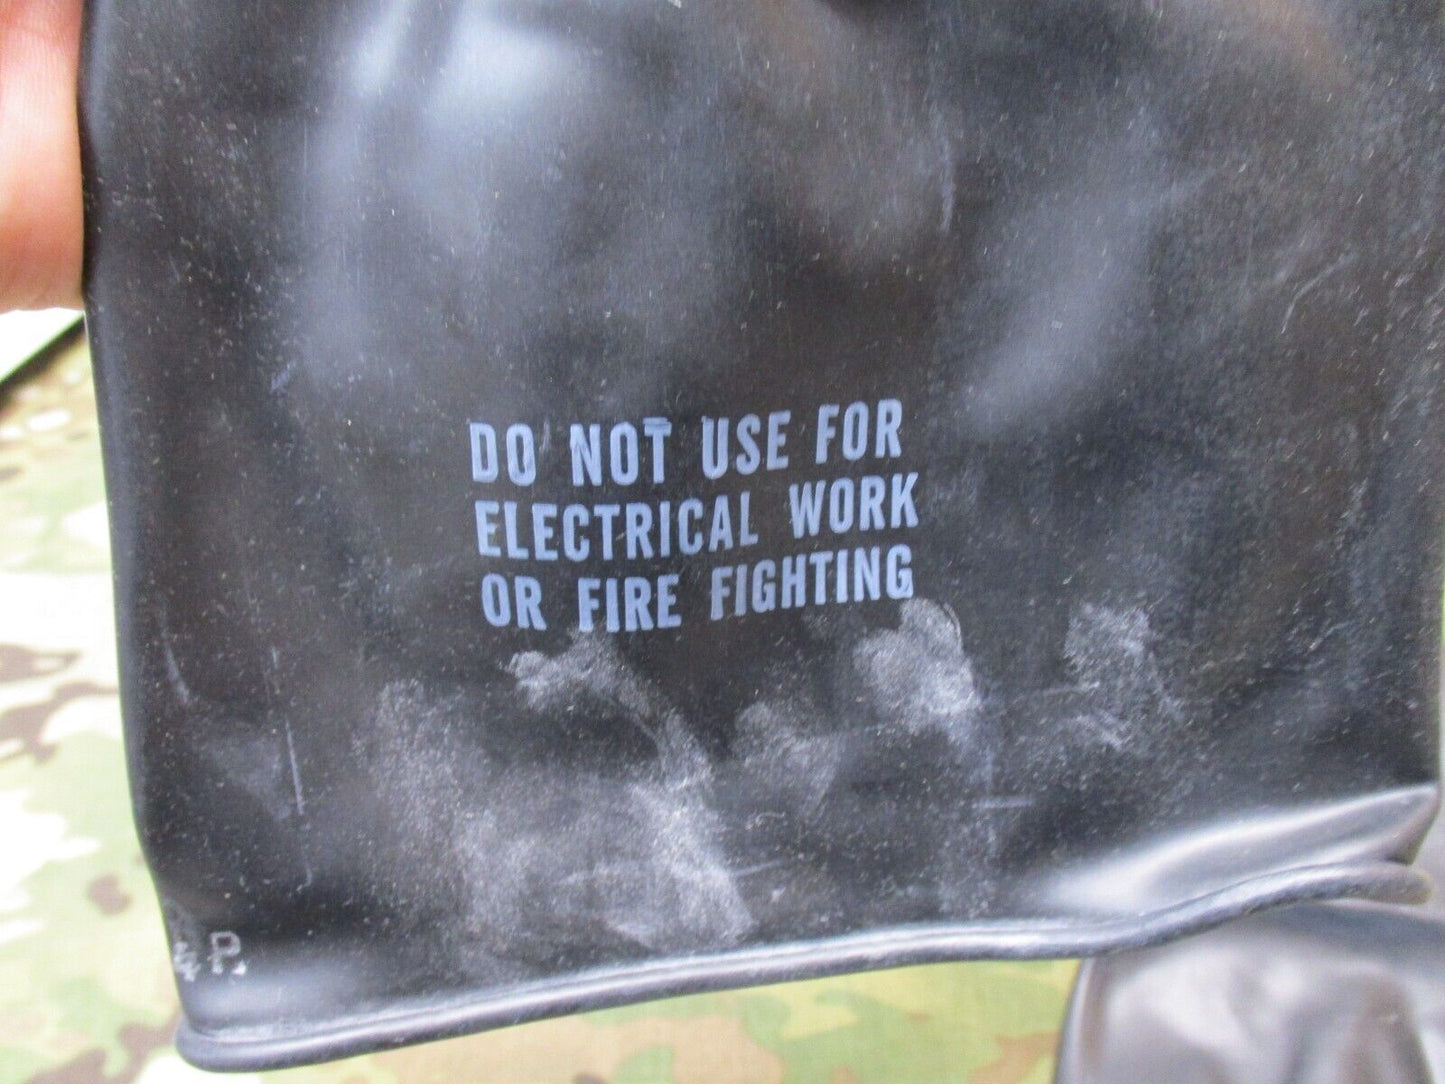 DO NOT USE FOR
ELECTRICAL WORK
OR FIRE FIGHTING
P.